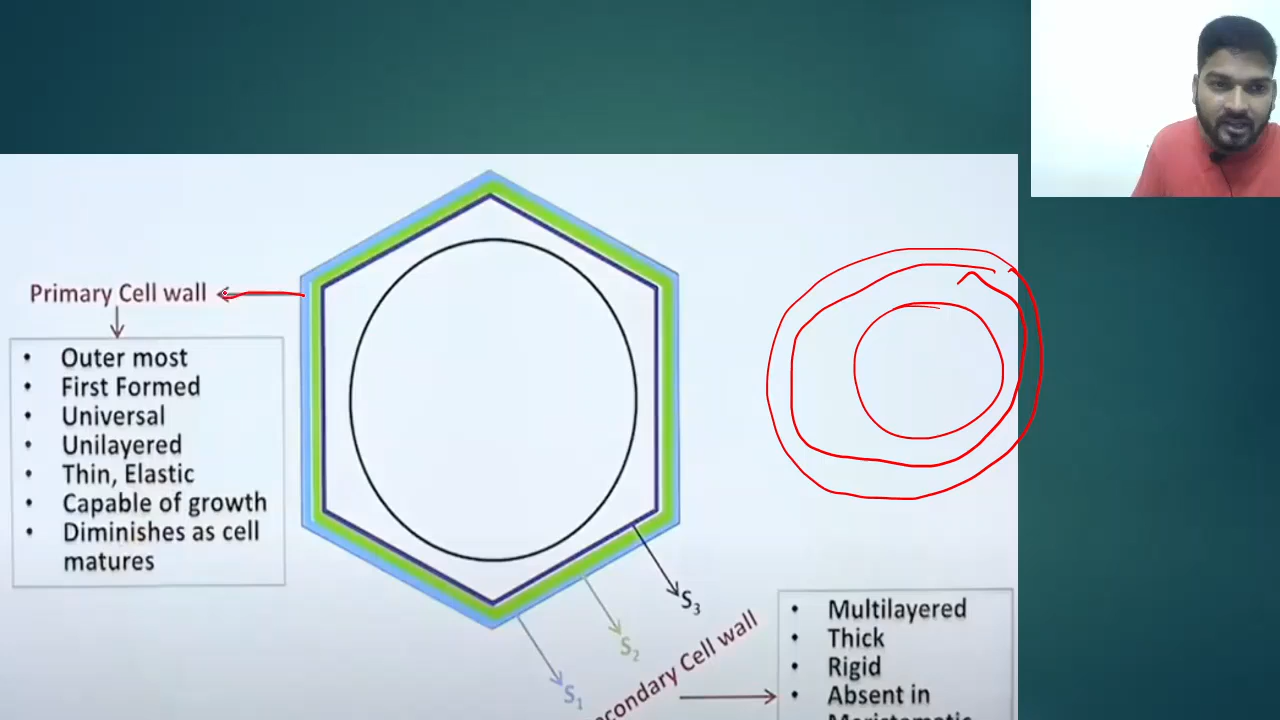 Primary Cell wall
• Outer most
• First Formed
• Universal
• Unilayered
• Thin, Elastic
• Capable of growth
• Diminishes as cell
matures
S3
S2
S1
econdary Cell wall
• Multilayered
• Thick
• Rigid
• Absent in